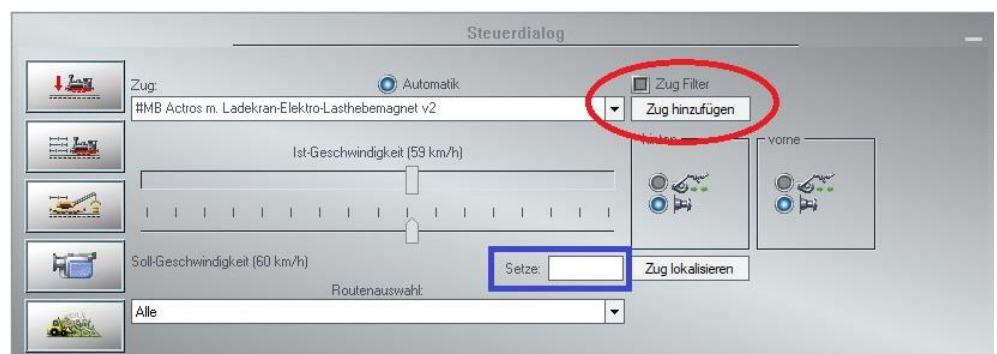 Steuerdialog
Zug:
Automatik
Zug Filter
#MB Actros m. Ladekran-Elektro-Lasthebemagnet v2
Zug hinzufügen
hinten
vorne
Ist-Geschwindigkeit (59 km/h)
Soll-Geschwindigkeit (60 km/h)
Setze:
Zug lokalisieren
Routenauswahl:
Alle